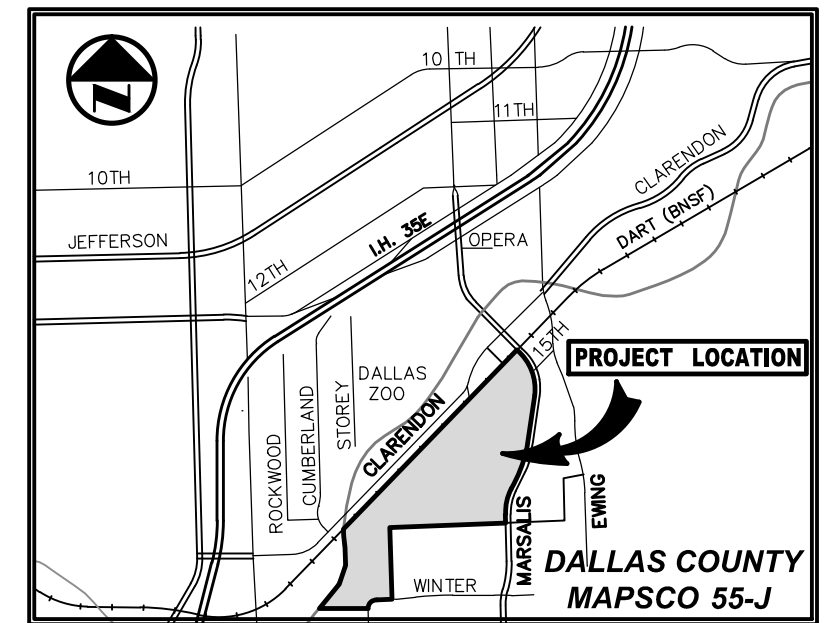 N
10 TH
11TH
CLARENDON
10TH
DART (BNSF)
JEFFERSON
I.H. 35E
OPERA
12TH
15TH
PROJECT LOCATION
DALLAS
ZOO
STOREY
CUMBERLAND
ROCKWOOD
CLARENDON
MARSALIS
EWING
WINTER
DALLAS COUNTY
MAPSCO 55-J